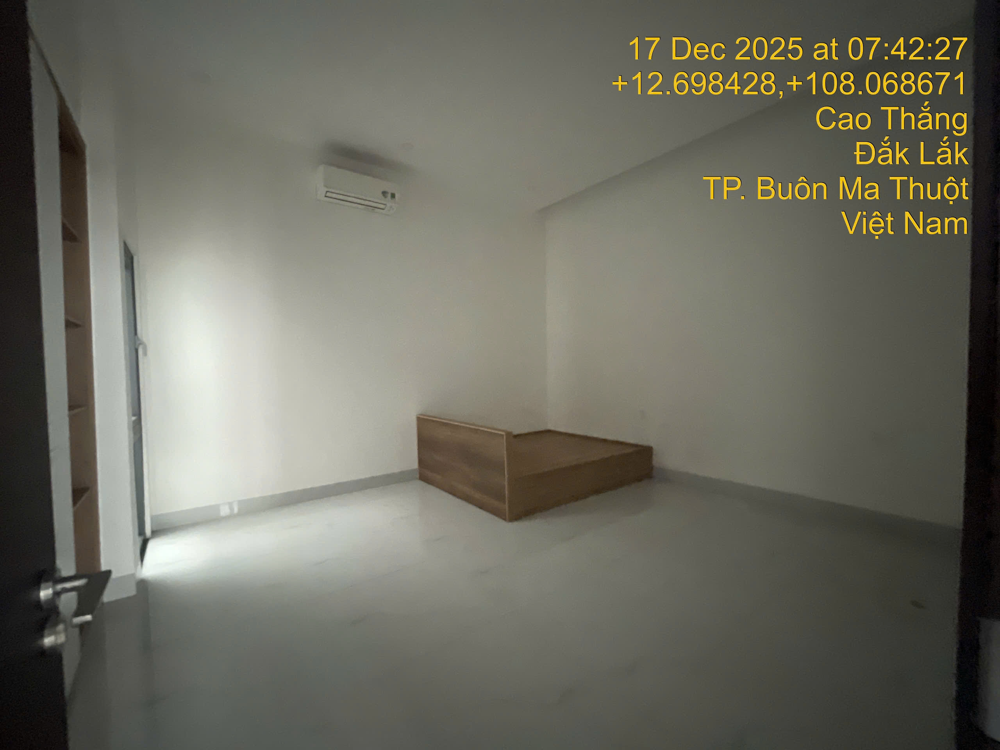 17 Dec 2025 at 07:42:27
+12.698428,+108.068671
Cao Thắng
Đắk Lắk
TP. Buôn Ma Thuột
Việt Nam